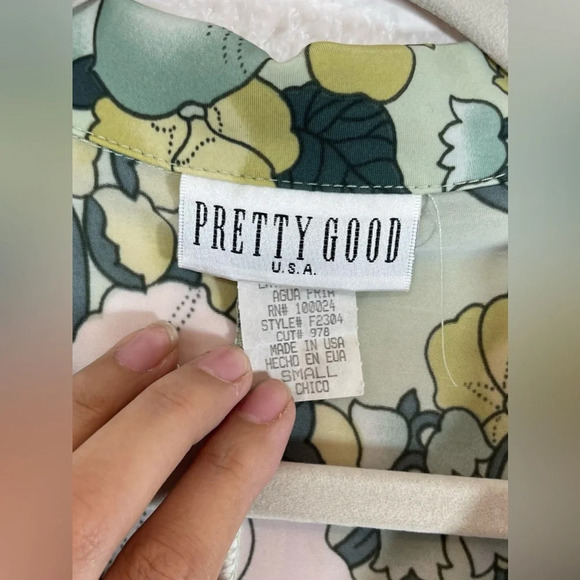 PRETTY GOOD
U.S.A.
AGUA FRIA
RN# 100024
STYLE# F2304
CUT# 978
MADE IN USA
HECHO EN EUA
SMALL
CHICO